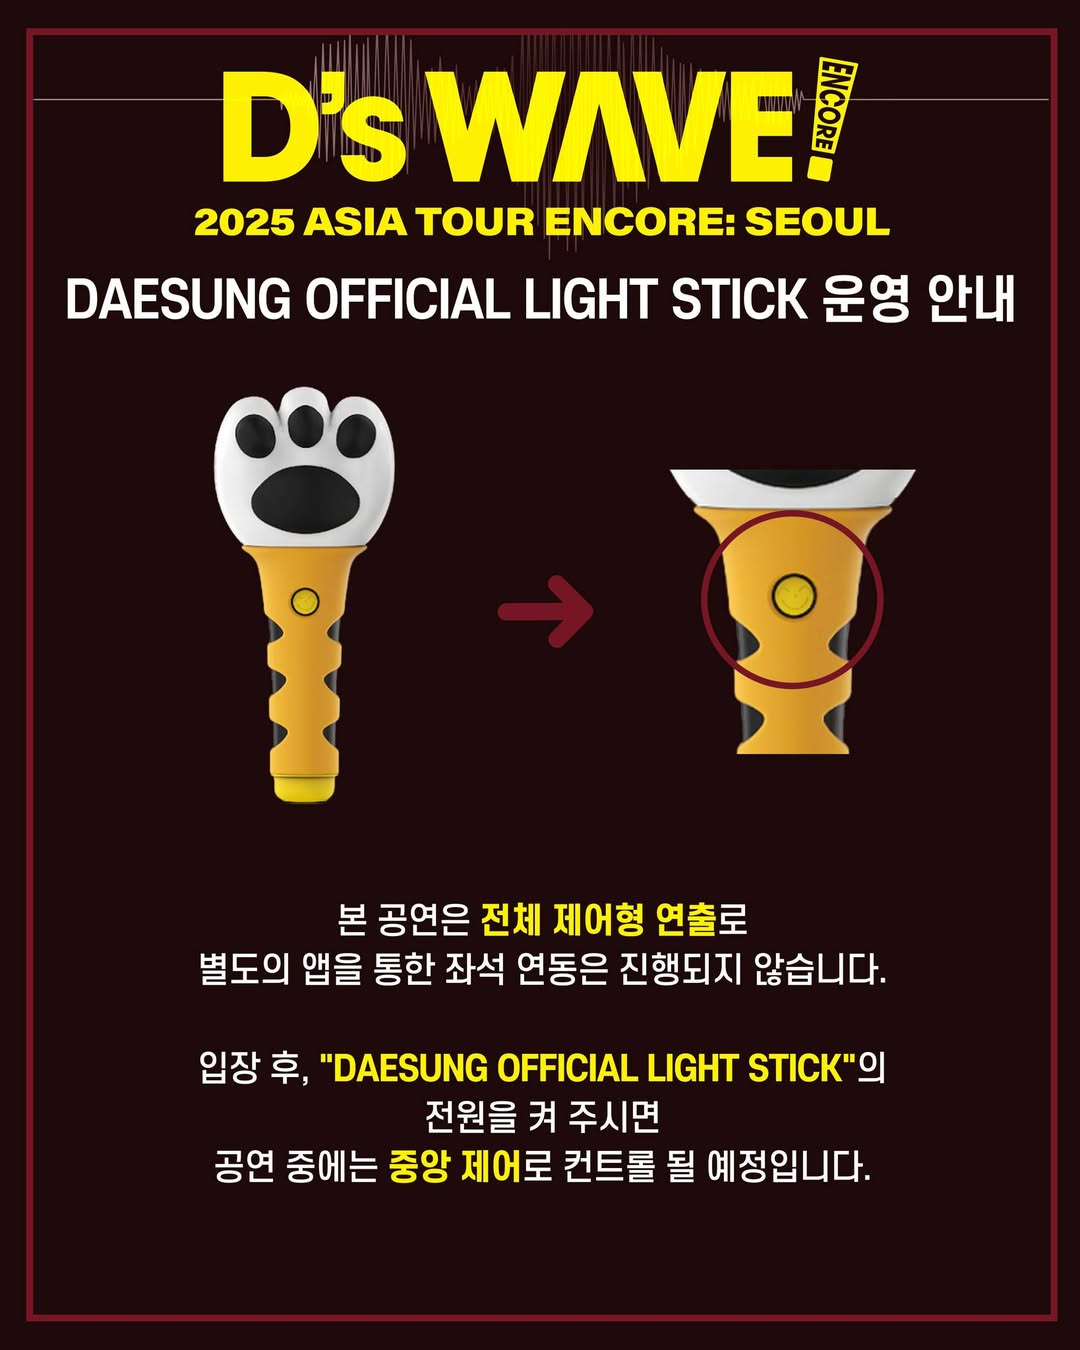 D's WAVE!
ENCORE
2025 ASIA TOUR ENCORE: SEOUL
DAESUNG OFFICIAL LIGHT STICK 운영 안내
본 공연은 전체 제어형 연출로
별도의 앱을 통한 좌석 연동은 진행되지 않습니다.
입장 후, "DAESUNG OFFICIAL LIGHT STICK"의
전원을 켜 주시면
공연 중에는 중앙 제어로 컨트롤 될 예정입니다.